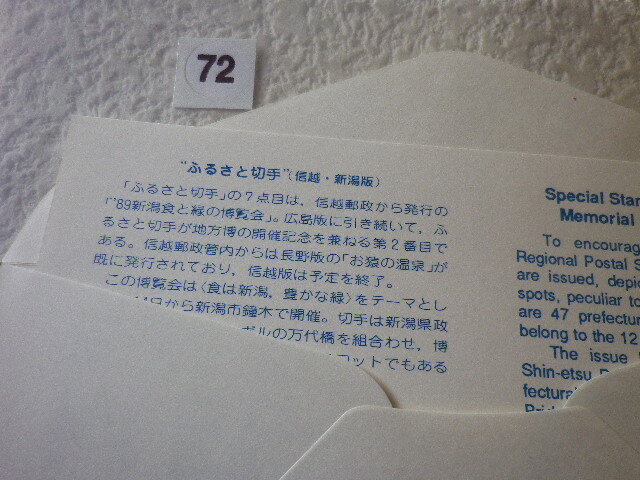 72
"ふるさと切手"(信越・新潟版)
「ふるさと切手」の7点目は，信越郵政から発行の
「'89新潟食と緑の博覧会」。広島版に引き続いて，ふ
るさと切手が地方博の開催記念を兼ねる第2番目で
ある。信越郵政管内からは長野版の「お猿の温泉」が
既に発行されており，信越版は予定を終了。
この博覧会は〈食は新潟，豊かな緑〉をテーマとし
14日から新潟市鐘木で開催。切手は新潟県政
ボルの万代橋を組合わせ，博
コットでもある
Special Stam
Memorial
To encourag
Regional Postal S
are issued, depic
spots, peculiar to
are 47 prefectur
belong to the 12
The issue
Shin-etsu
fectural